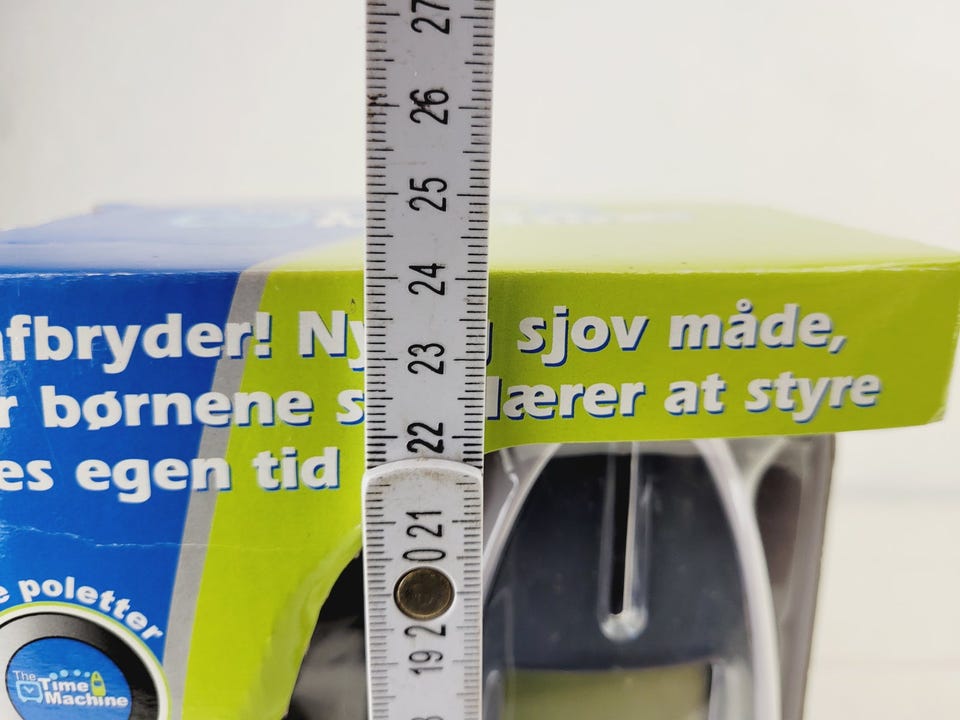 27
26
25
24
23
22
21
20
19
afbryder! Ny sjov måde,
r børnene s lærer at styre
es egen tid
e poletter
The
Time
Machine